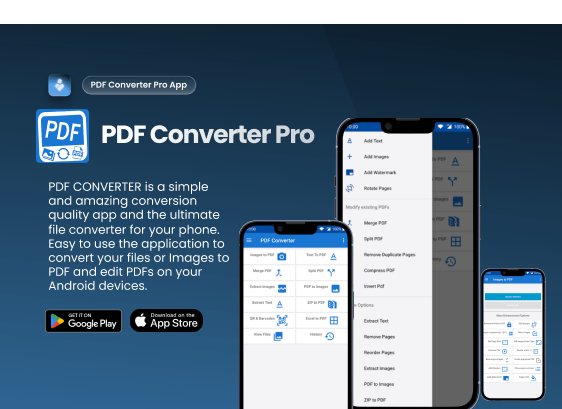 PDF Converter Pro App
PDF
PDF Converter Pro
PDF CONVERTER is a simple
and amazing conversion
quality app and the ultimate
file converter for your phone.
Easy to use the application to
convert your files or Images to
PDF and edit PDFs on your
Android devices.
GET IT ON
Google Play
Download on the
App Store
PDF Converter
Images to PDF
Text To PDF
Merge PDF
Split PDF
Extract Images
PDF to Images
Extract Text
ZIP to PDF
QR & Barcodes
Excel to PDF
View Files
History
100%
Add Text
Add Images
Add Watermark
Rotate Pages
Modify existing PDFs
Merge PDF
Split PDF
Remove Duplicate Pages
Compress PDF
Invert Pdf
Options
Extract Text
Remove Pages
Reorder Pages
Extract Images
PDF to Images
ZIP to PDF
Images to PDF